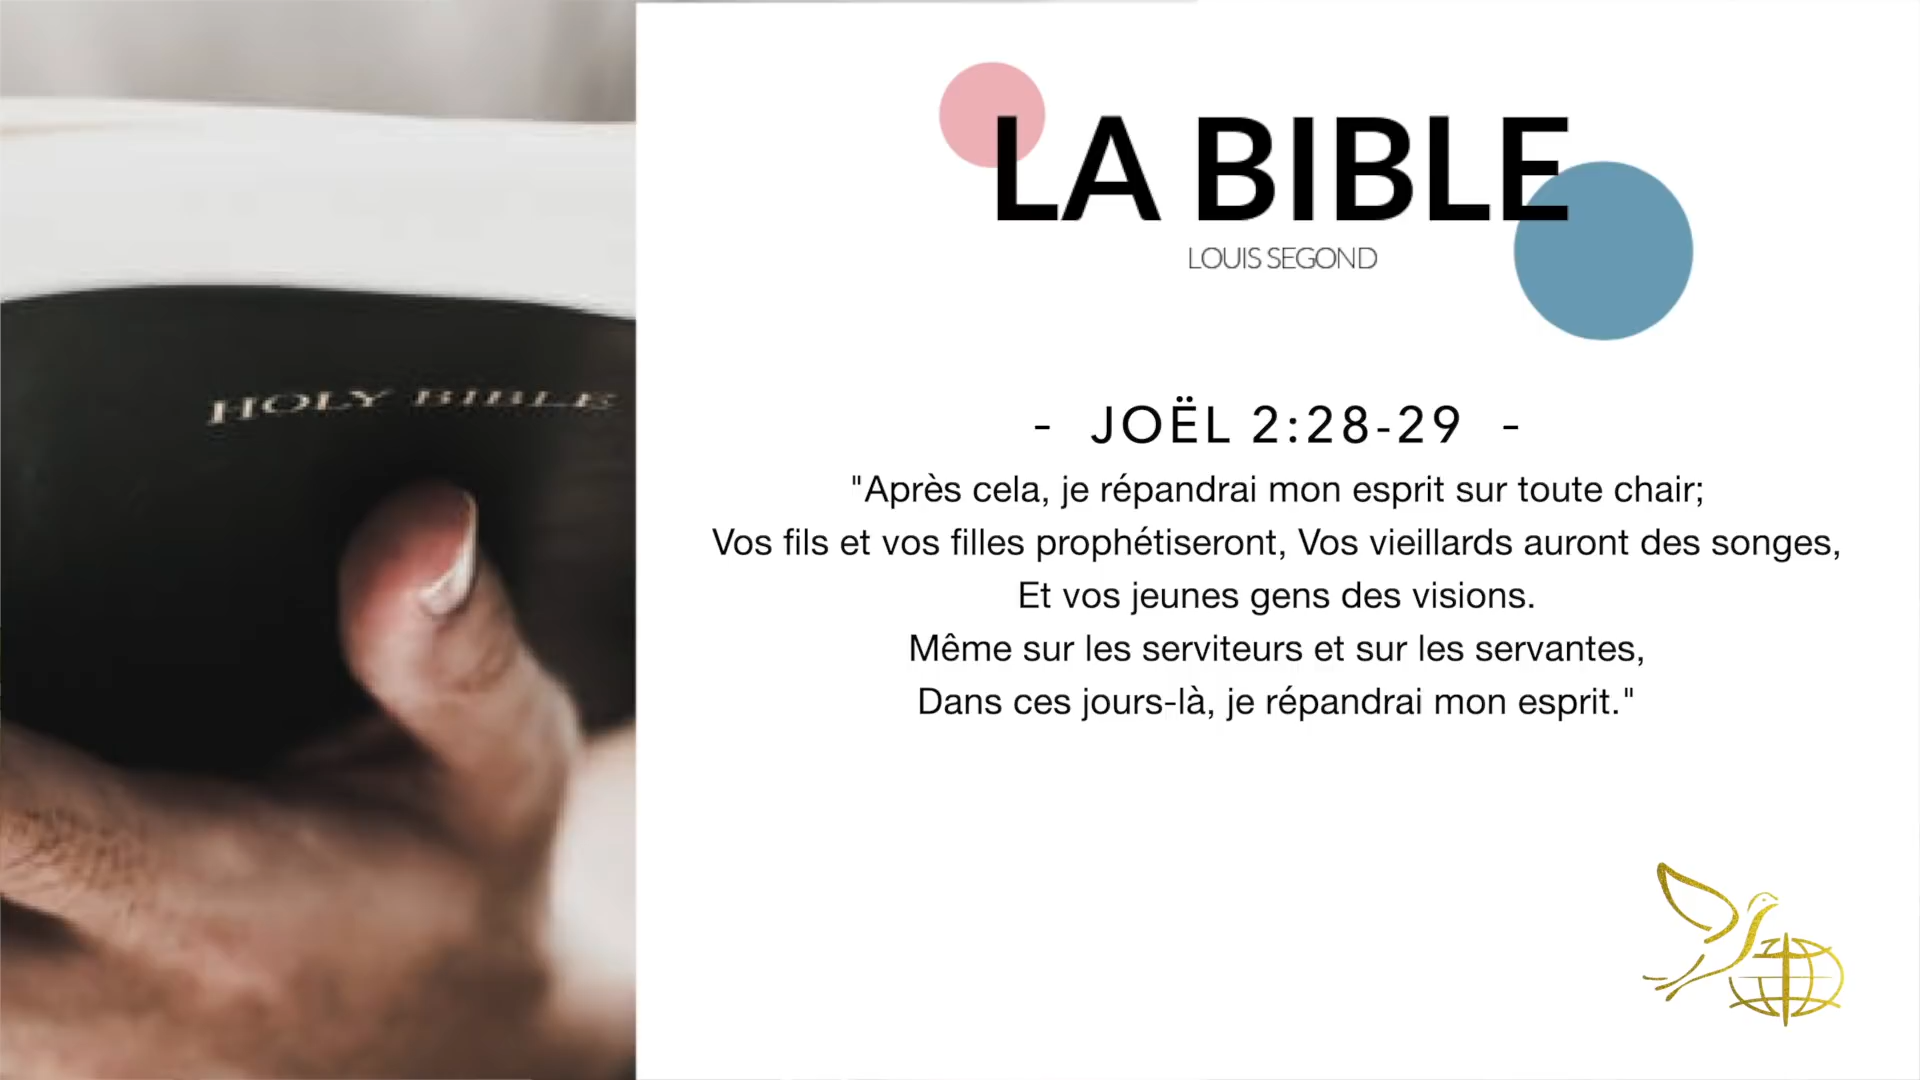 HOLY BIBLE
LA BIBLE
LOUIS SEGOND
- JOËL 2:28-29 -
"Après cela, je répandrai mon esprit sur toute chair;
Vos fils et vos filles prophétiseront, Vos vieillards auront des songes,
Et vos jeunes gens des visions.
Même sur les serviteurs et sur les servantes,
Dans ces jours-là, je répandrai mon esprit."